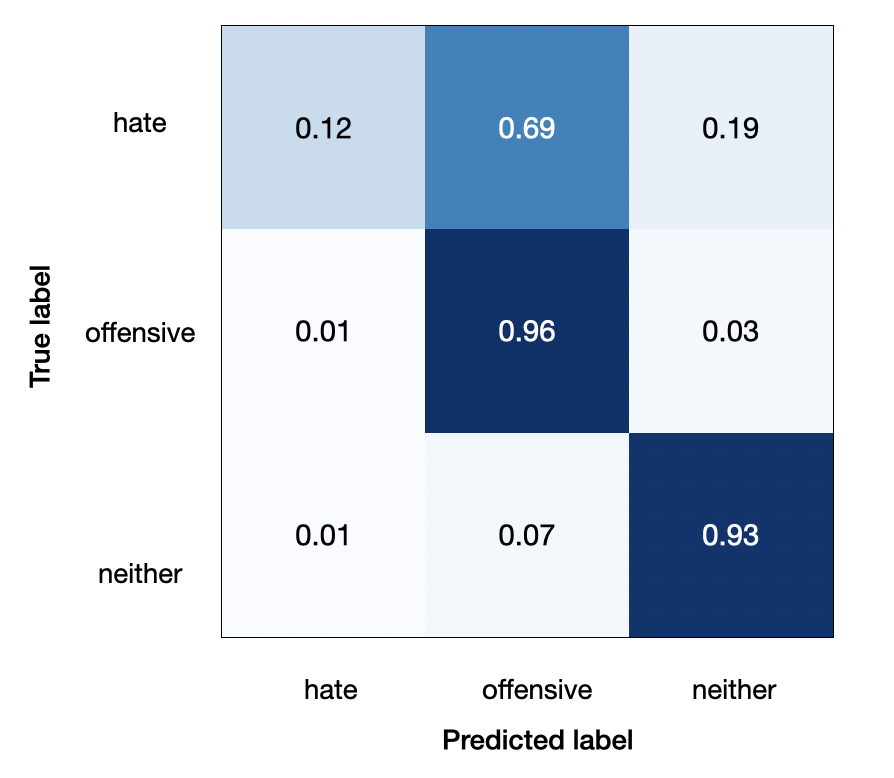 hate
0.12 0.69 0.19
True label
offensive
0.01 0.96 0.03
neither
0.01 0.07 0.93
hate offensive neither
Predicted label